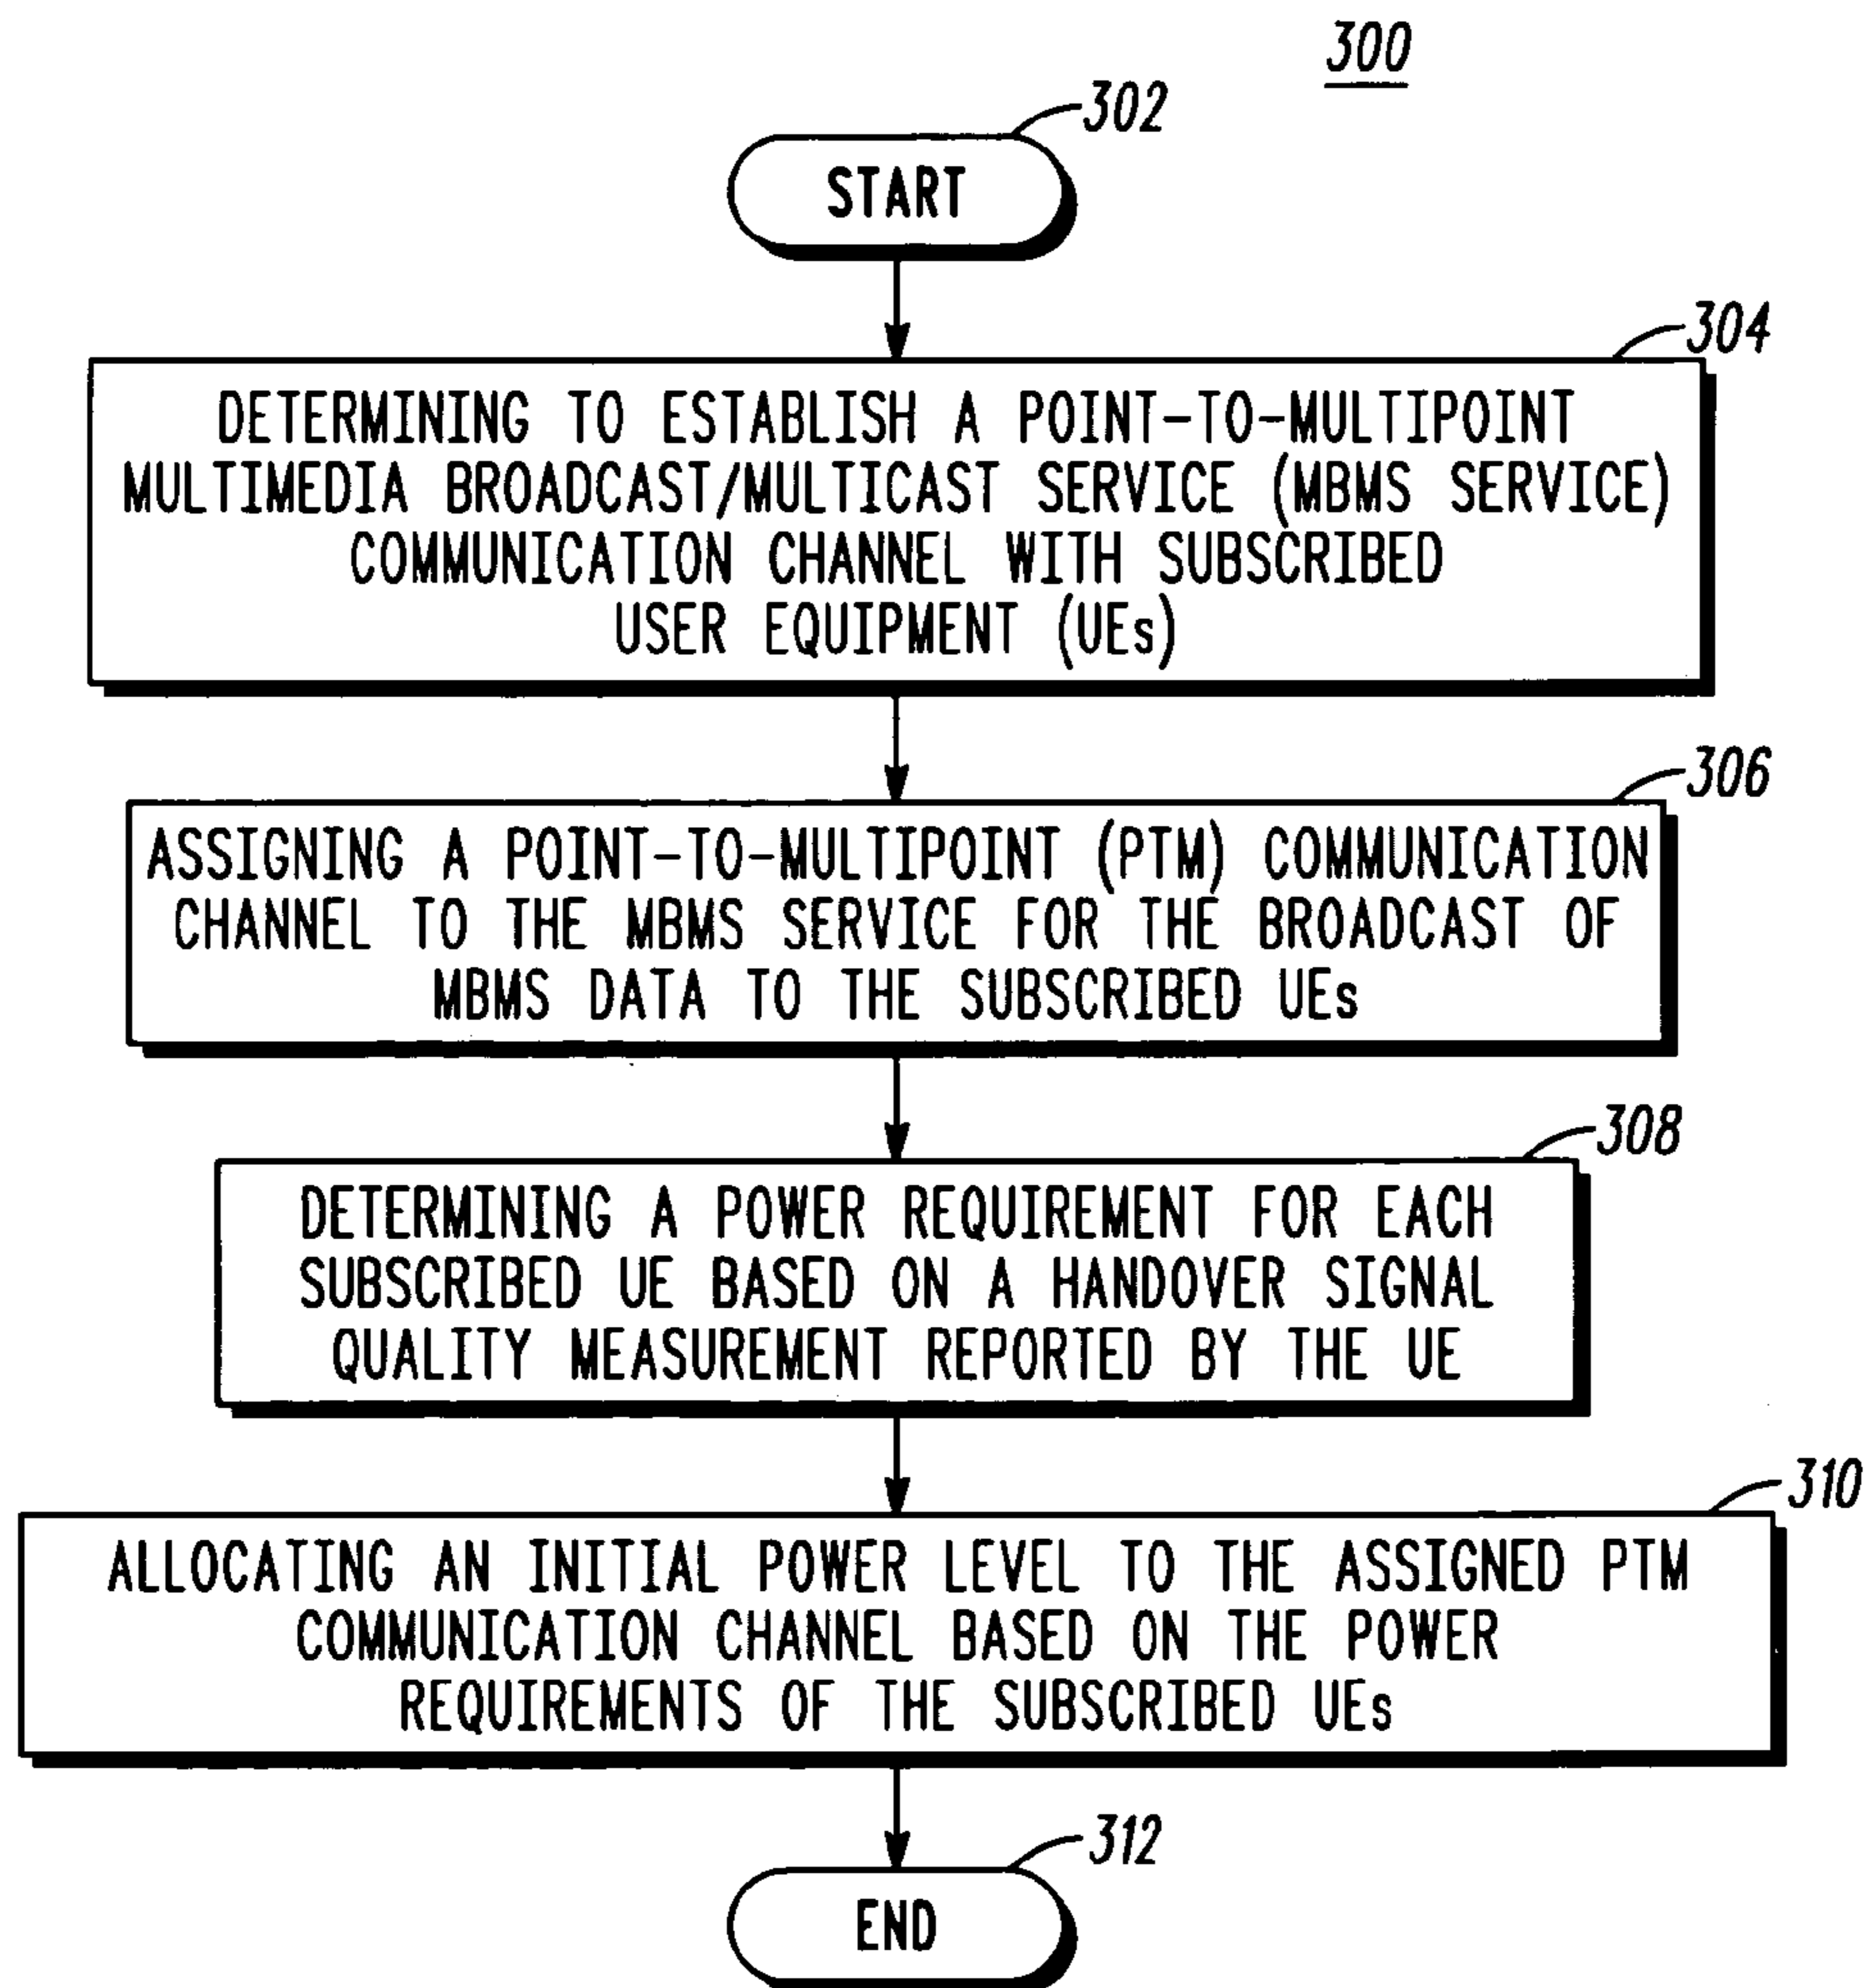 300
302
START
304
DETERMINING TO ESTABLISH A POINT-TO-MULTIPOINT
MULTIMEDIA BROADCAST/MULTICAST SERVICE (MBMS SERVICE)
COMMUNICATION CHANNEL WITH SUBSCRIBED
USER EQUIPMENT (UEs)
306
ASSIGNING A POINT-TO-MULTIPOINT (PTM) COMMUNICATION
CHANNEL TO THE MBMS SERVICE FOR THE BROADCAST OF
MBMS DATA TO THE SUBSCRIBED UEs
308
DETERMINING A POWER REQUIREMENT FOR EACH
SUBSCRIBED UE BASED ON A HANDOVER SIGNAL
QUALITY MEASUREMENT REPORTED BY THE UE
310
ALLOCATING AN INITIAL POWER LEVEL TO THE ASSIGNED PTM
COMMUNICATION CHANNEL BASED ON THE POWER
REQUIREMENTS OF THE SUBSCRIBED UEs
312
END